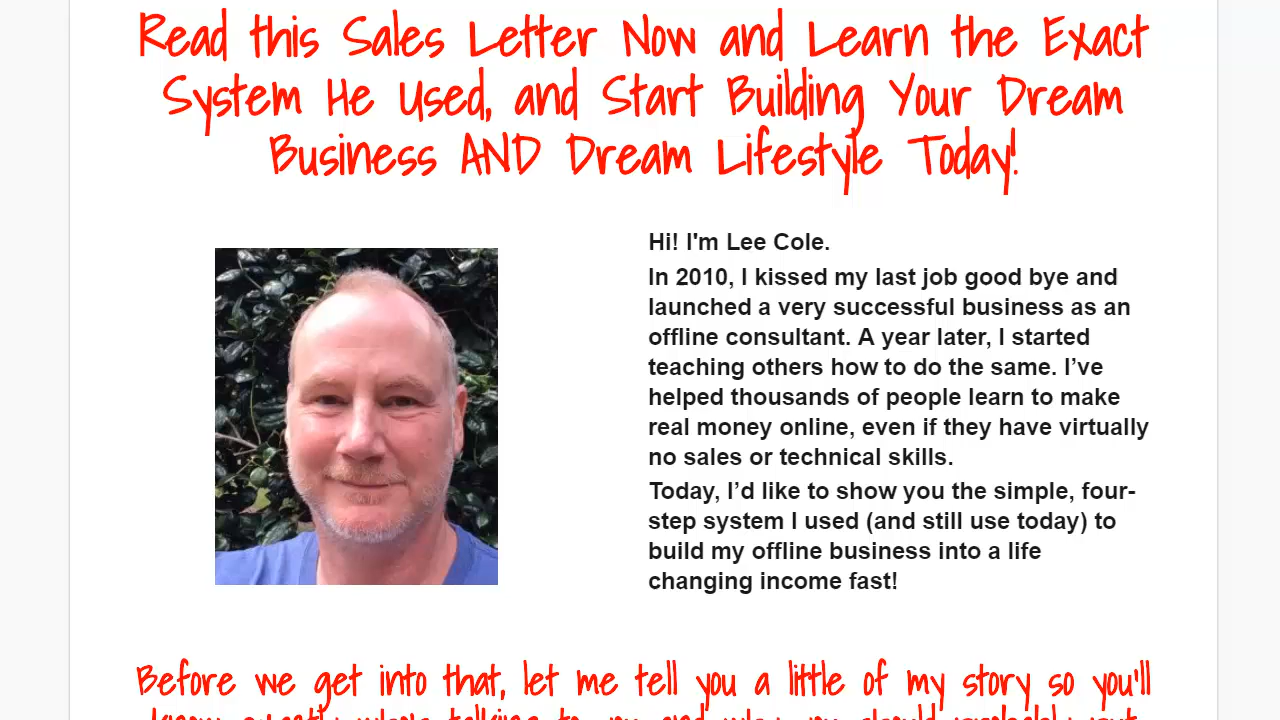 Read this Sales Letter Now and Learn the Exact
System He Used, and Start Building Your Dream
Business AND Dream Lifestyle Today!
Hi! I'm Lee Cole.
In 2010, I kissed my last job good bye and
launched a very successful business as an
offline consultant. A year later, I started
teaching others how to do the same. I’ve
helped thousands of people learn to make
real money online, even if they have virtually
no sales or technical skills.
Today, I’d like to show you the simple, four-
step system I used (and still use today) to
build my offline business into a life
changing income fast!
Before we get into that, let me tell you a little of my story so you'll